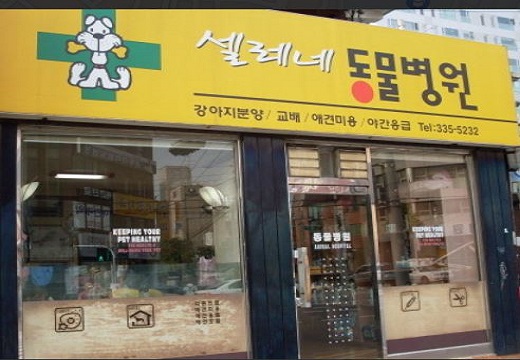 셀레네 동물병원
강아지분양 / 교배 / 애견미용 / 야간응급 Tel:335-5232
KEEPING YOUR
PET HEALTHY
동물병원
ANIMAL HOSPITAL
KEEPING YOUR
PET HEALTHY